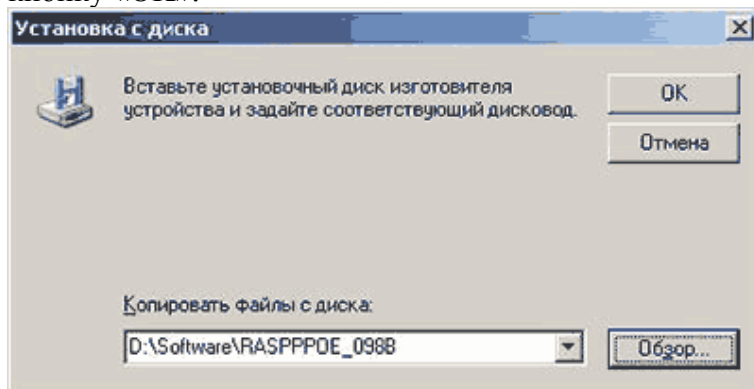 Установка с диска
Вставьте установочный диск изготовителя
устройства и задайте соответствующий дисковод.
OK
Отмена
Копировать файлы с диска:
D:\Software\RASPPPOE_098B
Обзор...